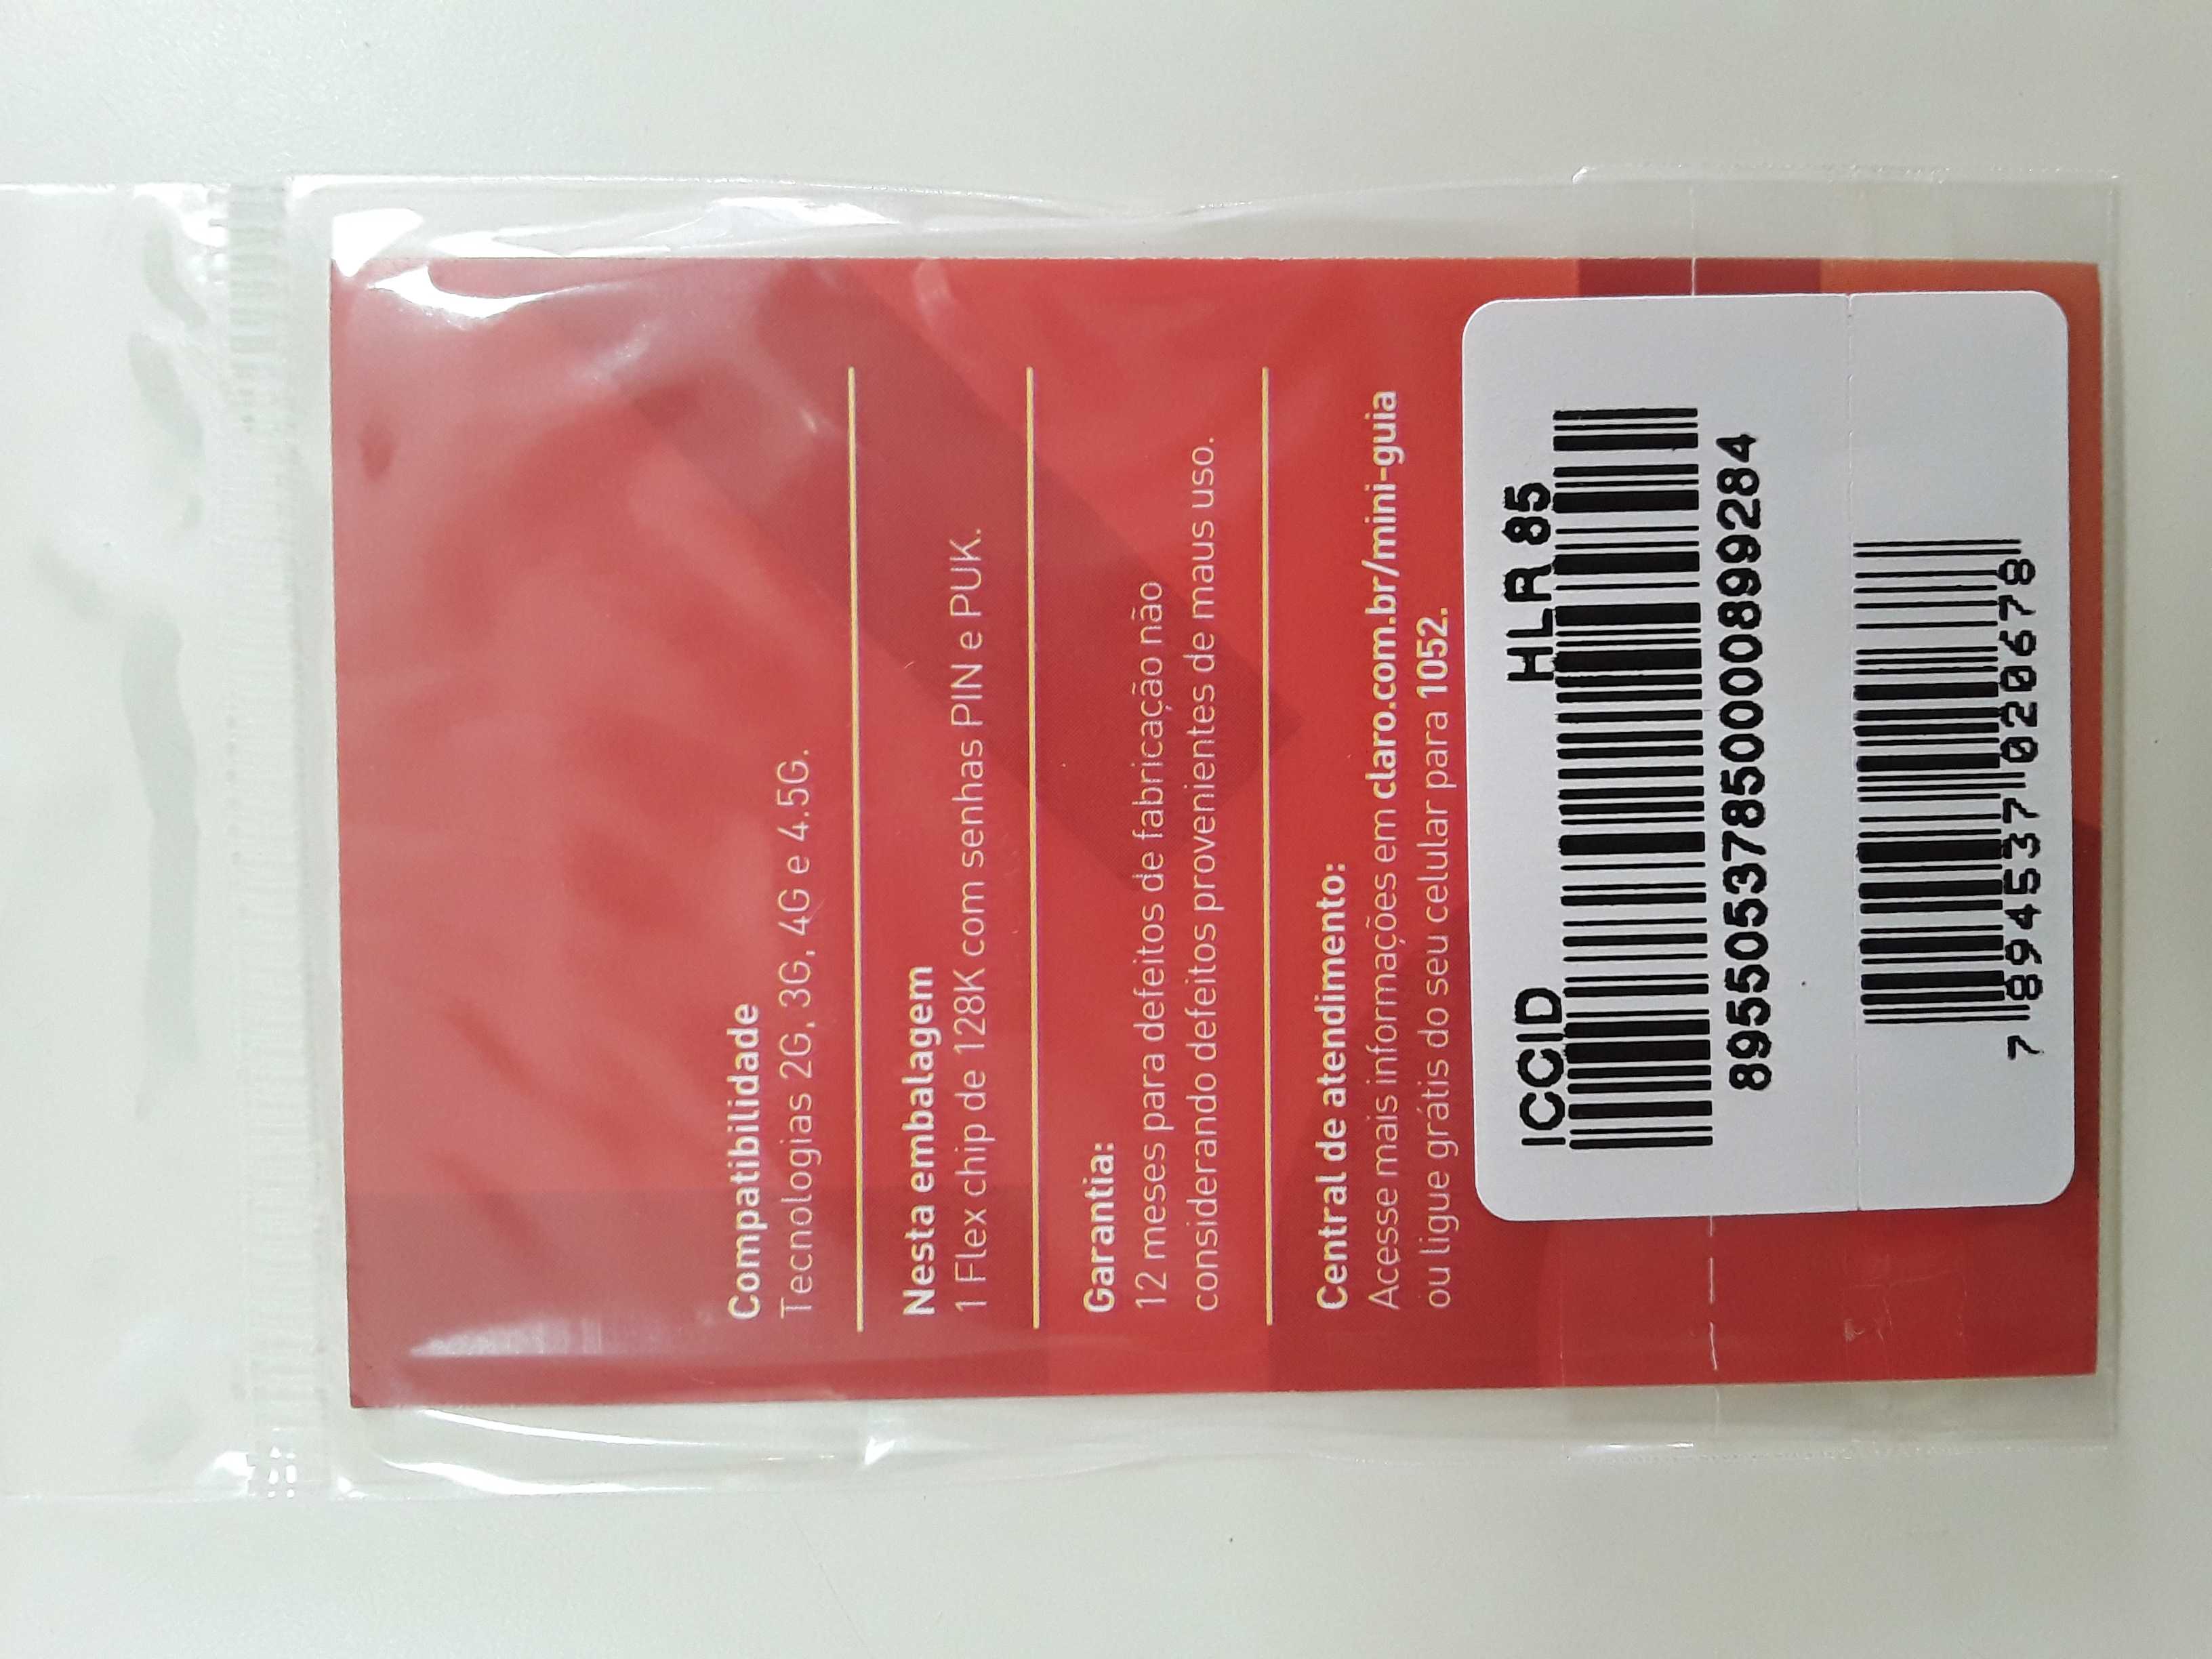 Compatibilidade
Tecnologias 2G, 3G, 4G e 4.5G.
Nesta embalagem
1 Flex chip de 128K com senhas PIN e PUK.
Garantia:
12 meses para defeitos de fabricação não
considerando defeitos provenientes de maus uso.
Central de atendimento:
Acesse mais informações em claro.com.br/mini-guia
ou ligue grátis do seu celular para 1052.
ICCID HLR 85
89550537850008992​84
7 894537 020678